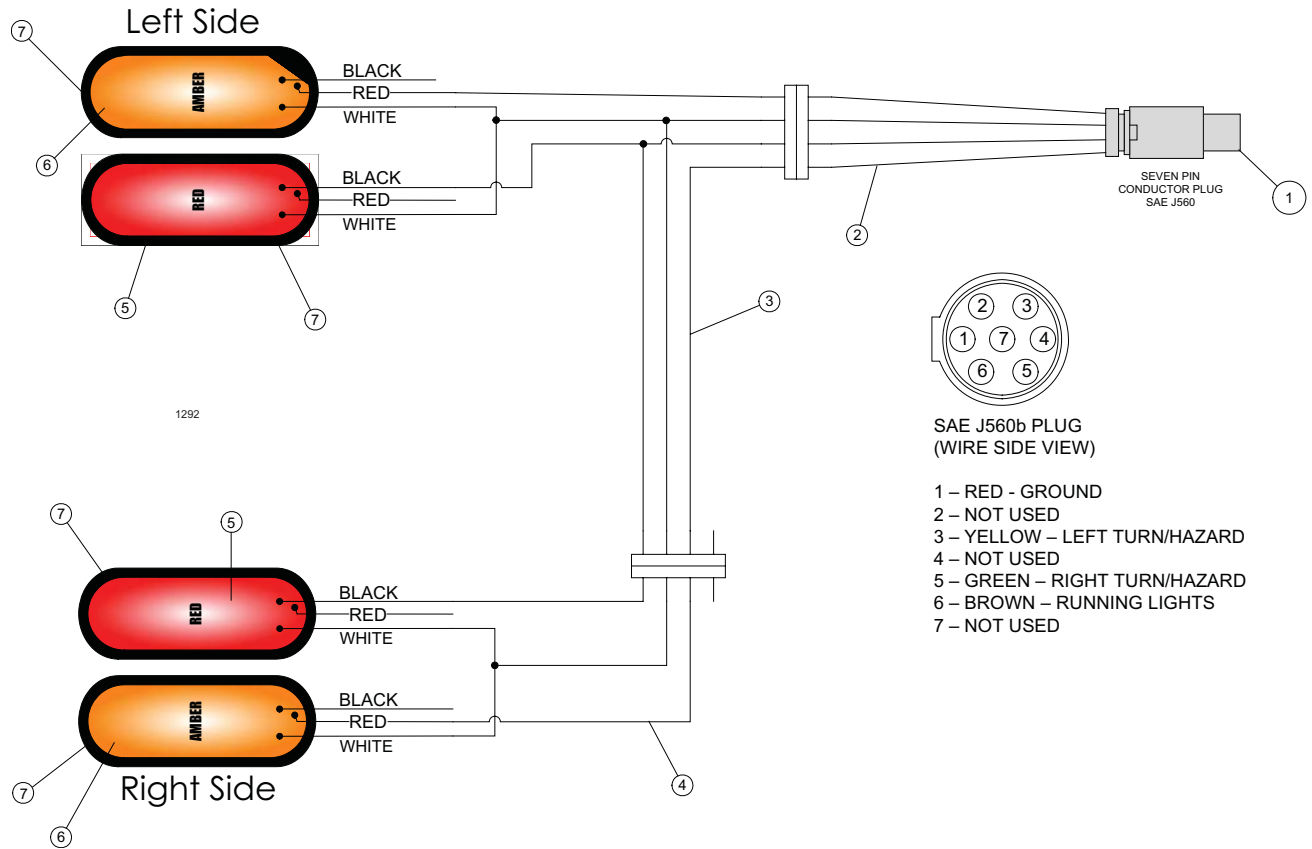 Left Side
7
AMBER
BLACK
RED
WHITE
6
RED
BLACK
RED
WHITE
5
7
SEVEN PIN
CONDUCTOR PLUG
SAE J560
1
2
3
2 3
1 7 4
6 5
SAE J560b PLUG
(WIRE SIDE VIEW)
1 – RED - GROUND
2 – NOT USED
3 – YELLOW – LEFT TURN/HAZARD
4 – NOT USED
5 – GREEN – RIGHT TURN/HAZARD
6 – BROWN – RUNNING LIGHTS
7 – NOT USED
1292
7
5
RED
BLACK
RED
WHITE
AMBER
BLACK
RED
WHITE
4
7
Right Side
6